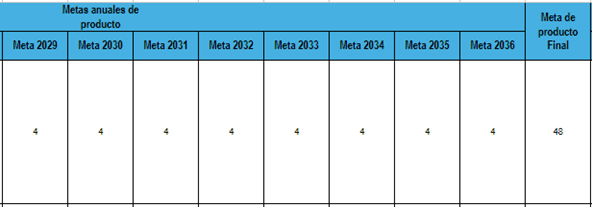 Metas anuales de
producto
Meta de
producto
Final
Meta 2029 Meta 2030 Meta 2031 Meta 2032 Meta 2033 Meta 2034 Meta 2035 Meta 2036
4 4 4 4 4 4 4 4 48